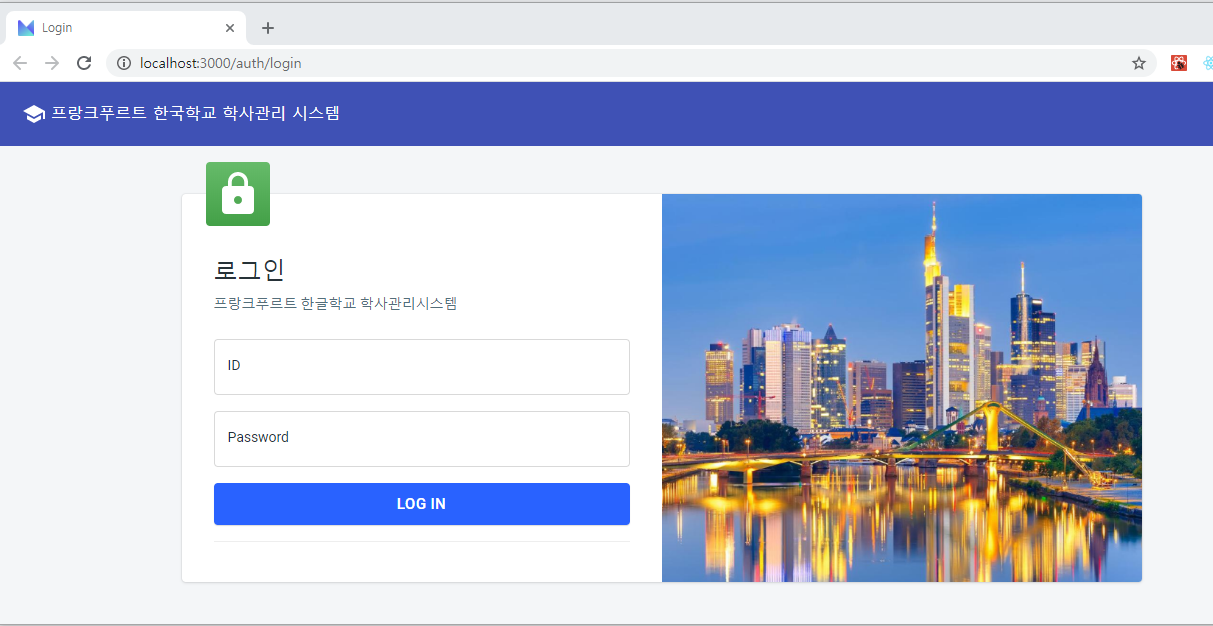 Login
localhost:3000/auth/login
프랑크푸르트 한국학교 학사관리 시스템
로그인
프랑크푸르트 한글학교 학사관리시스템
ID
Password
LOG IN